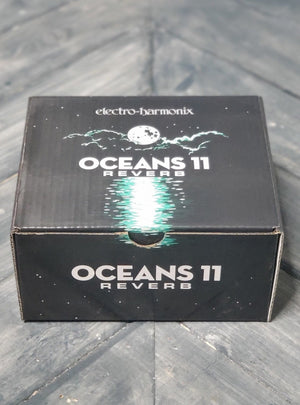 electro-harmonix
OCEANS 11
REVERB
OCEANS 11
REVERB